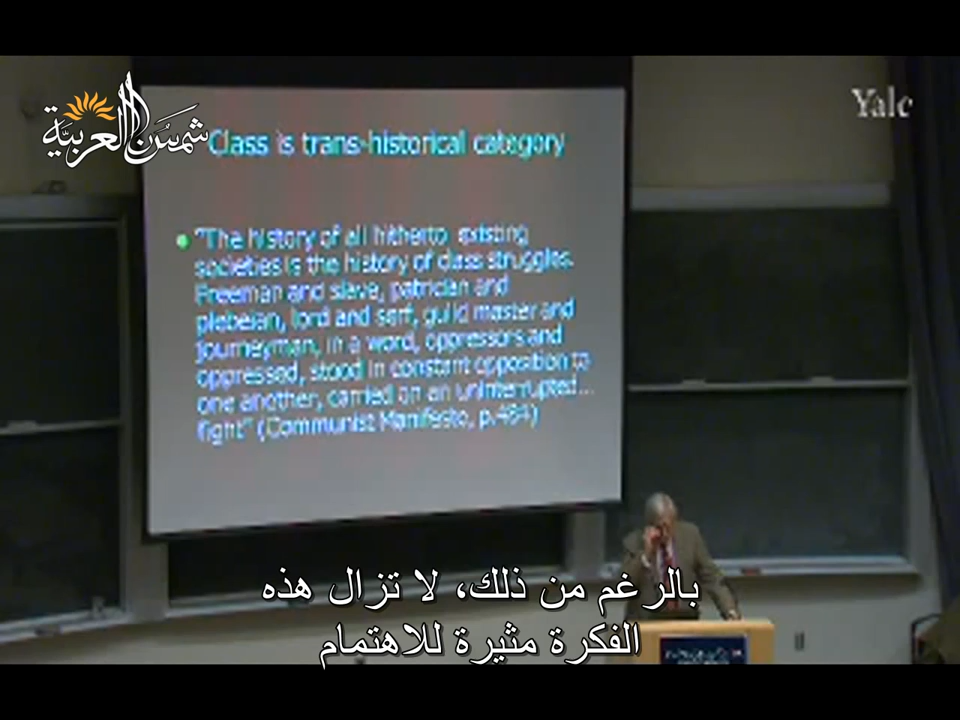 شمس العربية
Yale
Class is trans-historical category
"The history of all hitherto existing
societies is the history of class struggles.
Freeman and slave, patrician and
plebeian, lord and serf, guild master and
journeyman, in a word, oppressors and
oppressed, stood in constant opposition to
one another, carried on an uninterrupted...
fight" (Communist Manifesto, p.484)
بالرغم من ذلك، لا تزال هذه
الفكرة مثيرة للاهتمام